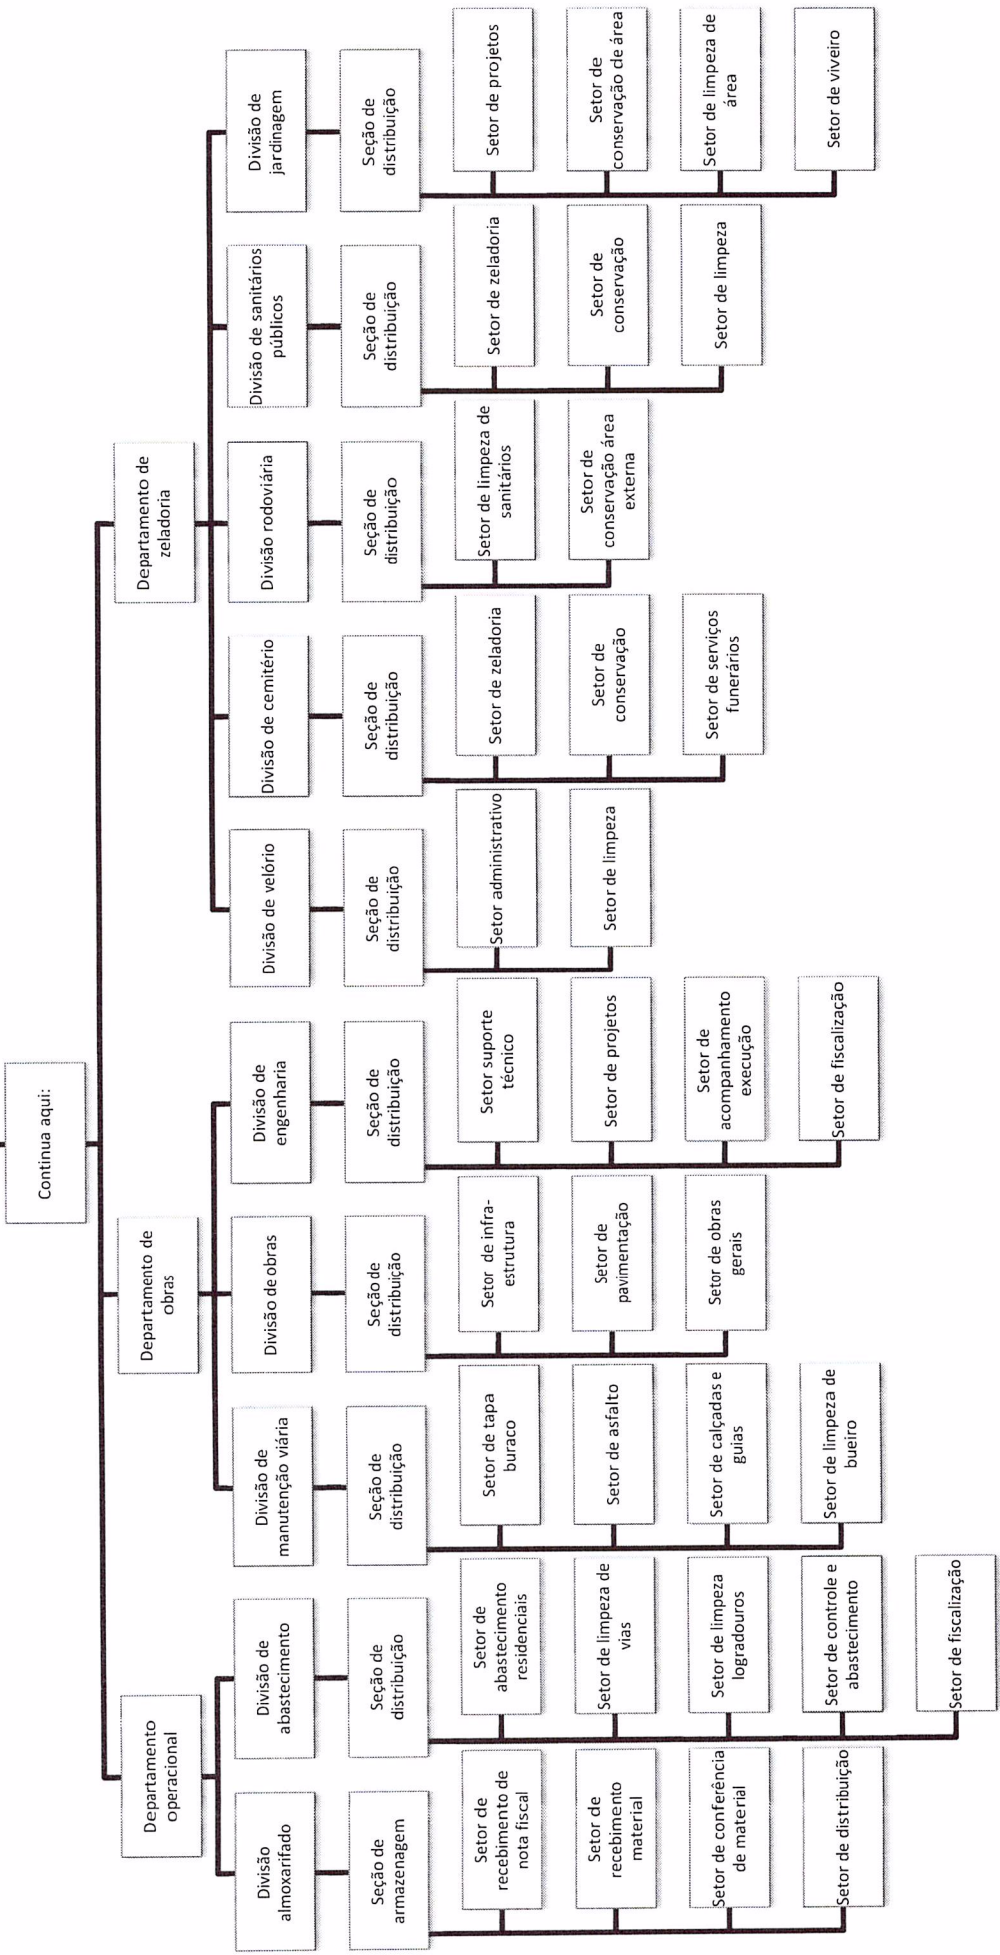 Continua aqui:
Departamento
operacional
Departamento de
obras
Departamento de
zeladoria
Divisão
almoxarifado
Divisão de
abastecimento
Divisão de
manutenção viária
Divisão de obras
Divisão de
engenharia
Divisão de velório
Divisão de cemitério
Divisão rodoviária
Divisão de sanitários
públicos
Divisão de
jardinagem
Seção de
armazenagem
Seção de
distribuição
Seção de
distribuição
Seção de
distribuição
Seção de
distribuição
Seção de
distribuição
Seção de
distribuição
Seção de
distribuição
Seção de
distribuição
Seção de
distribuição
Setor de
recebimento de
nota fiscal
Setor de
recebimento
material
Setor de conferência
de material
Setor de distribuição
Setor de
abastecimento
residenciais
Setor de limpeza de
vias
Setor de limpeza
logradouros
Setor de controle e
abastecimento
Setor de fiscalização
Setor de tapa
buraco
Setor de asfalto
Setor de calçadas e
guias
Setor de limpeza de
bueiro
Setor de infra-
estrutura
Setor de
pavimentação
Setor de obras
gerais
Setor suporte
técnico
Setor de projetos
Setor de
acompanhamento
execução
Setor de fiscalização
Setor administrativo
Setor de limpeza
Setor de zeladoria
Setor de
conservação
Setor de serviços
funerários
Setor de limpeza de
sanitários
Setor de
conservação área
externa
Setor de zeladoria
Setor de
conservação
Setor de limpeza
Setor de projetos
Setor de
conservação de área
Setor de limpeza de
área
Setor de viveiro